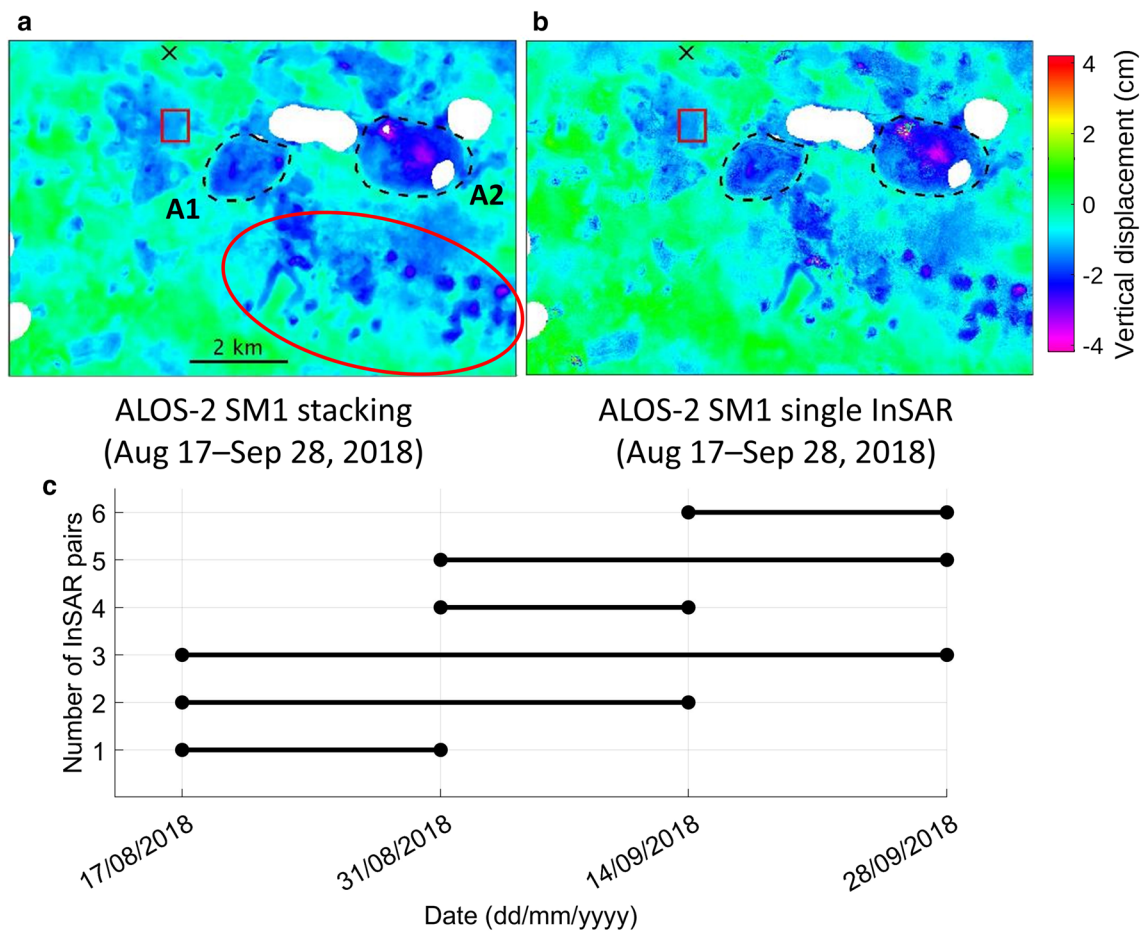 a
b
A1
A2
2 km
4
2
0
-2
-4
Vertical displacement (cm)
ALOS-2 SM1 stacking
(Aug 17–Sep 28, 2018)
ALOS-2 SM1 single InSAR
(Aug 17–Sep 28, 2018)
c
6
5
4
3
2
1
Number of InSAR pairs
17/08/2018
31/08/2018
14/09/2018
28/09/2018
Date (dd/mm/yyyy)